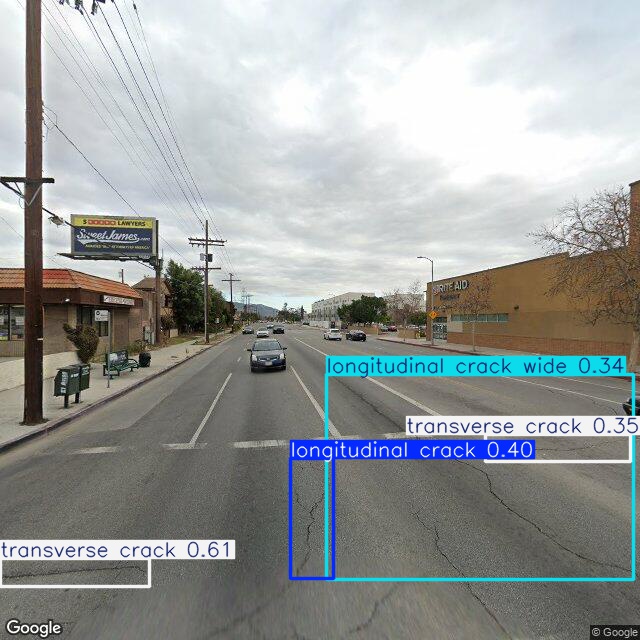 $ LAWYERS
SweetJames.com
RITE AID
longitudinal crack wide 0.34
transverse crack 0.35
longitudinal crack 0.40
transverse crack 0.61
Google
© Google